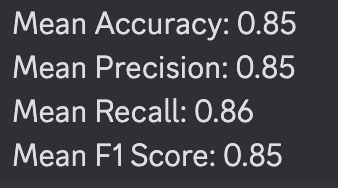 Mean Accuracy: 0.85
Mean Precision: 0.85
Mean Recall: 0.86
Mean F1 Score: 0.85